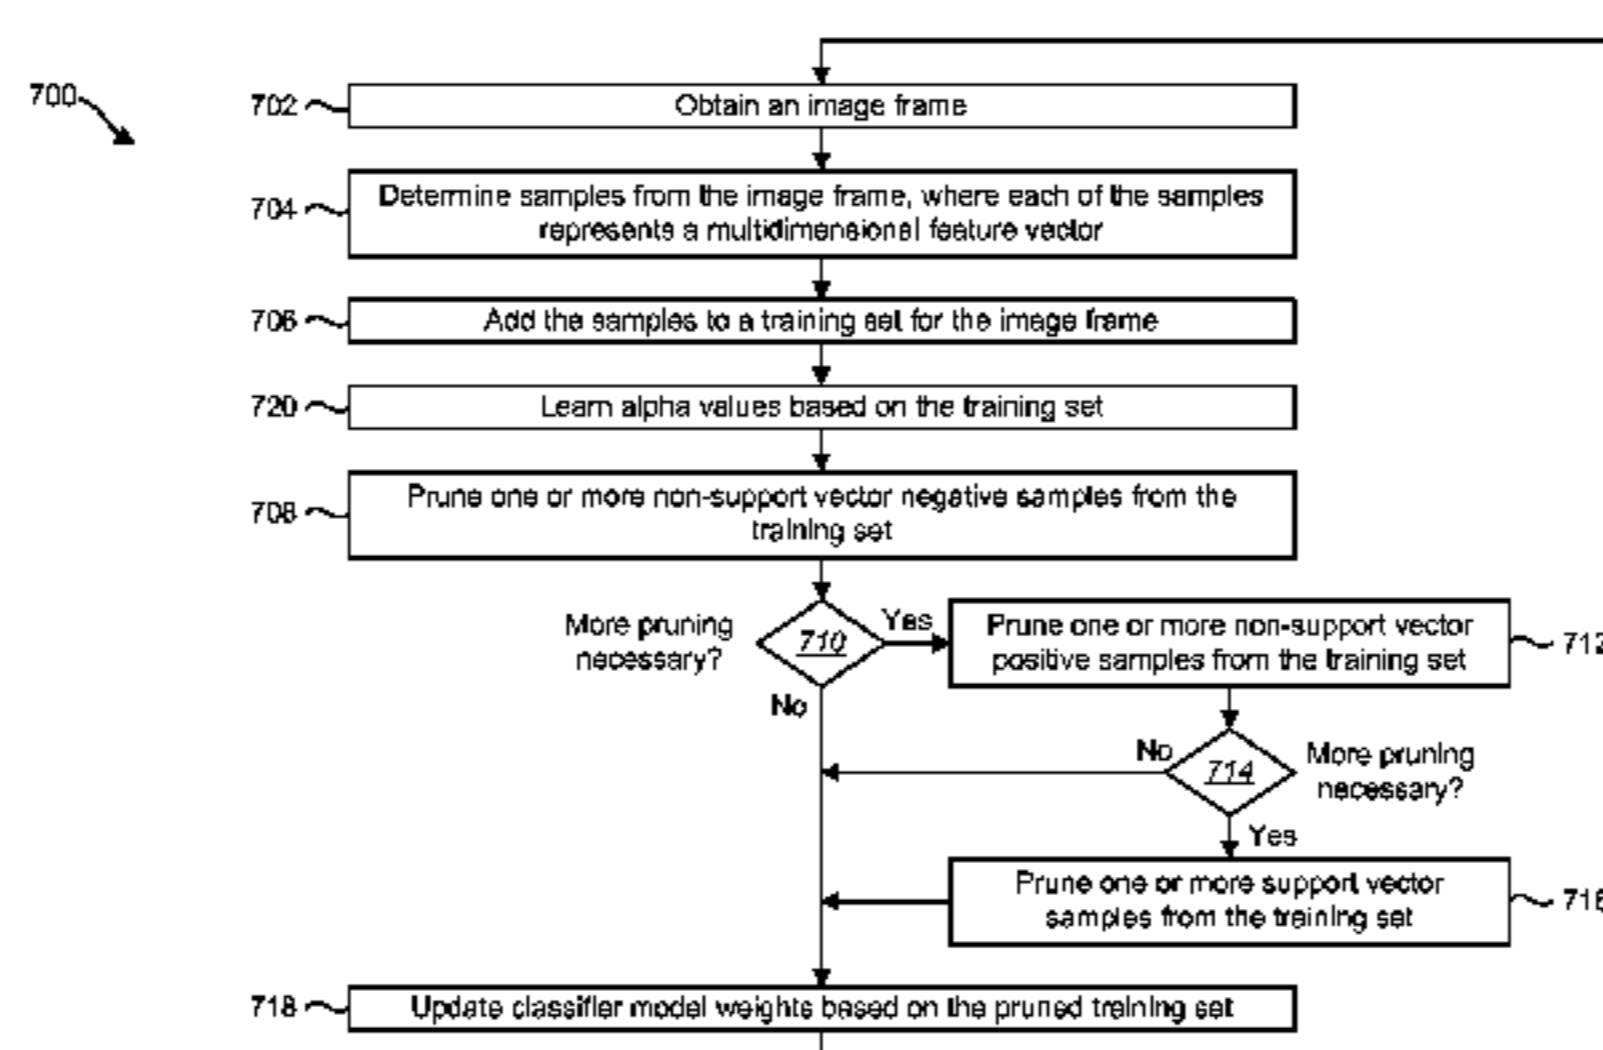 700
702
Obtain an image frame
704
Determine samples from the image frame, where each of the samples
represents a multidimensional feature vector
706
Add the samples to a training set for the image frame
720
Learn alpha values based on the training set
708
Prune one or more non-support vector negative samples from the
training set
More pruning
necessary?
710
Yes
No
Prune one or more non-support vector
positive samples from the training set
712
No
714
More pruning
necessary?
Yes
Prune one or more support vector
samples from the training set
716
718
Update classifier model weights based on the pruned training set